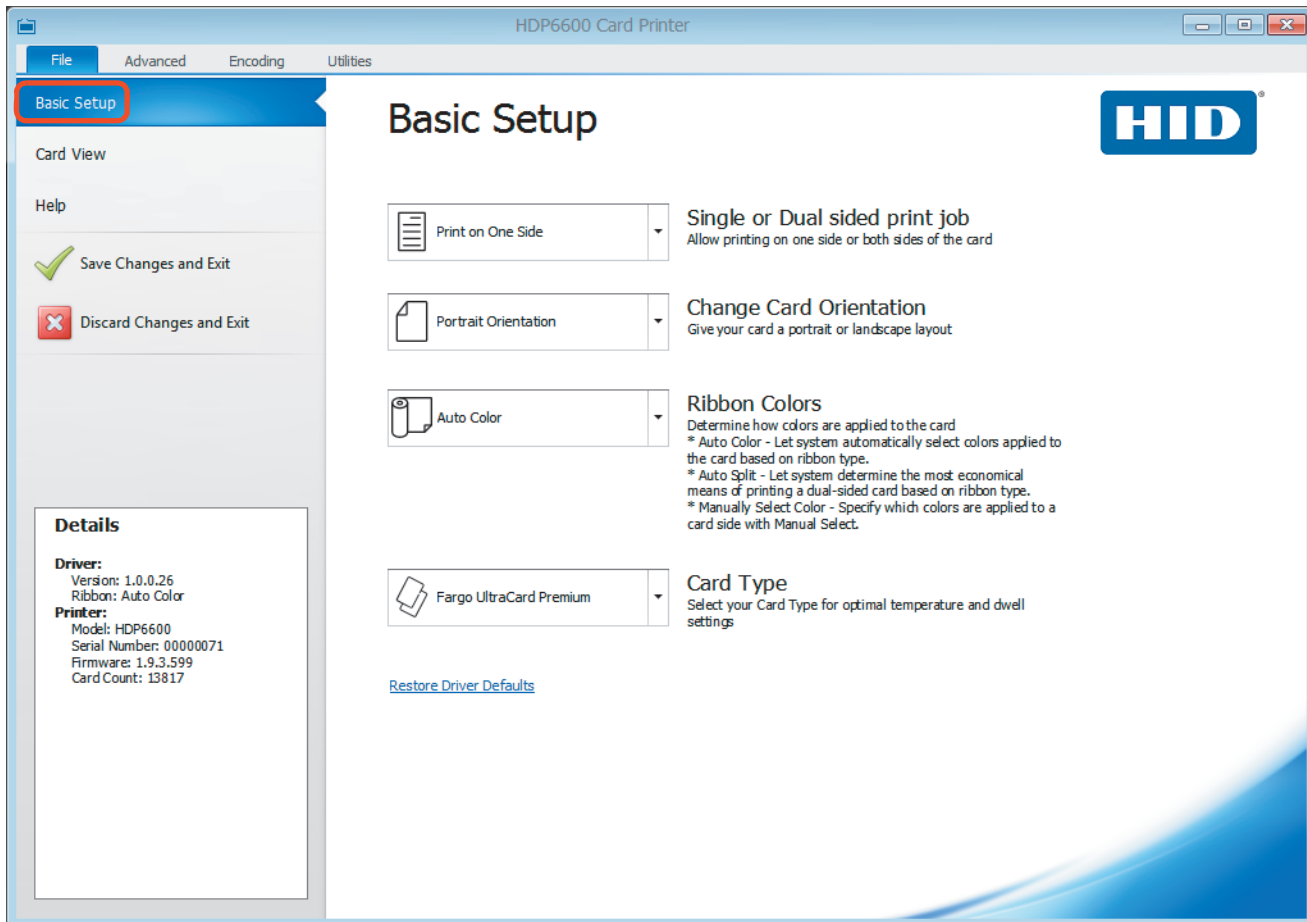 HDP6600 Card Printer
File Advanced Encoding Utilities
Basic Setup
Card View
Help
Save Changes and Exit
Discard Changes and Exit
Details
Driver:
Version: 1.0.0.26
Ribbon: Auto Color
Printer:
Model: HDP6600
Serial Number: 00000071
Firmware: 1.9.3.599
Card Count: 13817
Basic Setup
HID®
Print on One Side
Single or Dual sided print job
Allow printing on one side or both sides of the card
Portrait Orientation
Change Card Orientation
Give your card a portrait or landscape layout
Auto Color
Ribbon Colors
Determine how colors are applied to the card
* Auto Color - Let system automatically select colors applied to
the card based on ribbon type.
* Auto Split - Let system determine the most economical
means of printing a dual-sided card based on ribbon type.
* Manually Select Color - Specify which colors are applied to a
card side with Manual Select.
Fargo UltraCard Premium
Card Type
Select your Card Type for optimal temperature and dwell
settings
Restore Driver Defaults